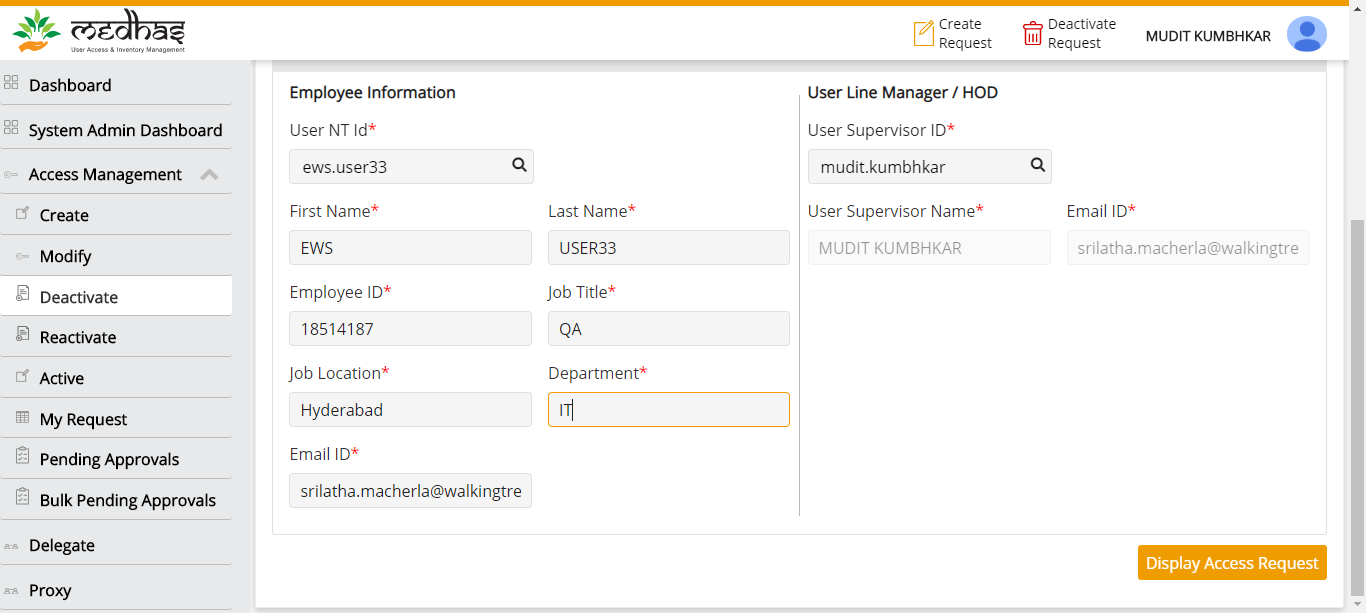 medhas
User Access & Inventory Management
Create
Request
Deactivate
Request
MUDIT KUMBHKAR
Dashboard
System Admin Dashboard
Access Management
Create
Modify
Deactivate
Reactivate
Active
My Request
Pending Approvals
Bulk Pending Approvals
Delegate
Proxy
Employee Information
User NT Id*
ews.user33
First Name*
Last Name*
EWS
USER33
Employee ID*
Job Title*
18514187
QA
Job Location*
Department*
Hyderabad
IT
Email ID*
srilatha.macherla@walkingtre
User Line Manager / HOD
User Supervisor ID*
mudit.kumbhkar
User Supervisor Name*
Email ID*
MUDIT KUMBHKAR
srilatha.macherla@walkingtre
Display Access Request